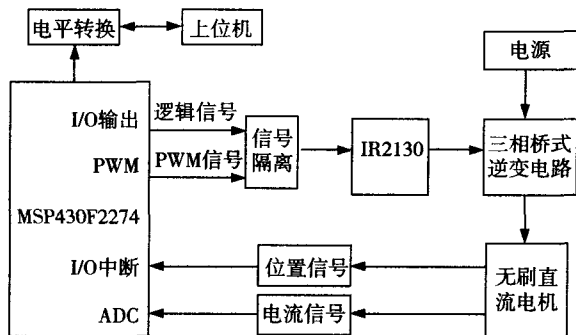 电平转换
上位机
电源
I/O输出
逻辑信号
PWM
PWM信号
信号
隔离
IR2130
三相桥式
逆变电路
MSP430F2274
I/O中断
位置信号
无刷直
流电机
ADC
电流信号